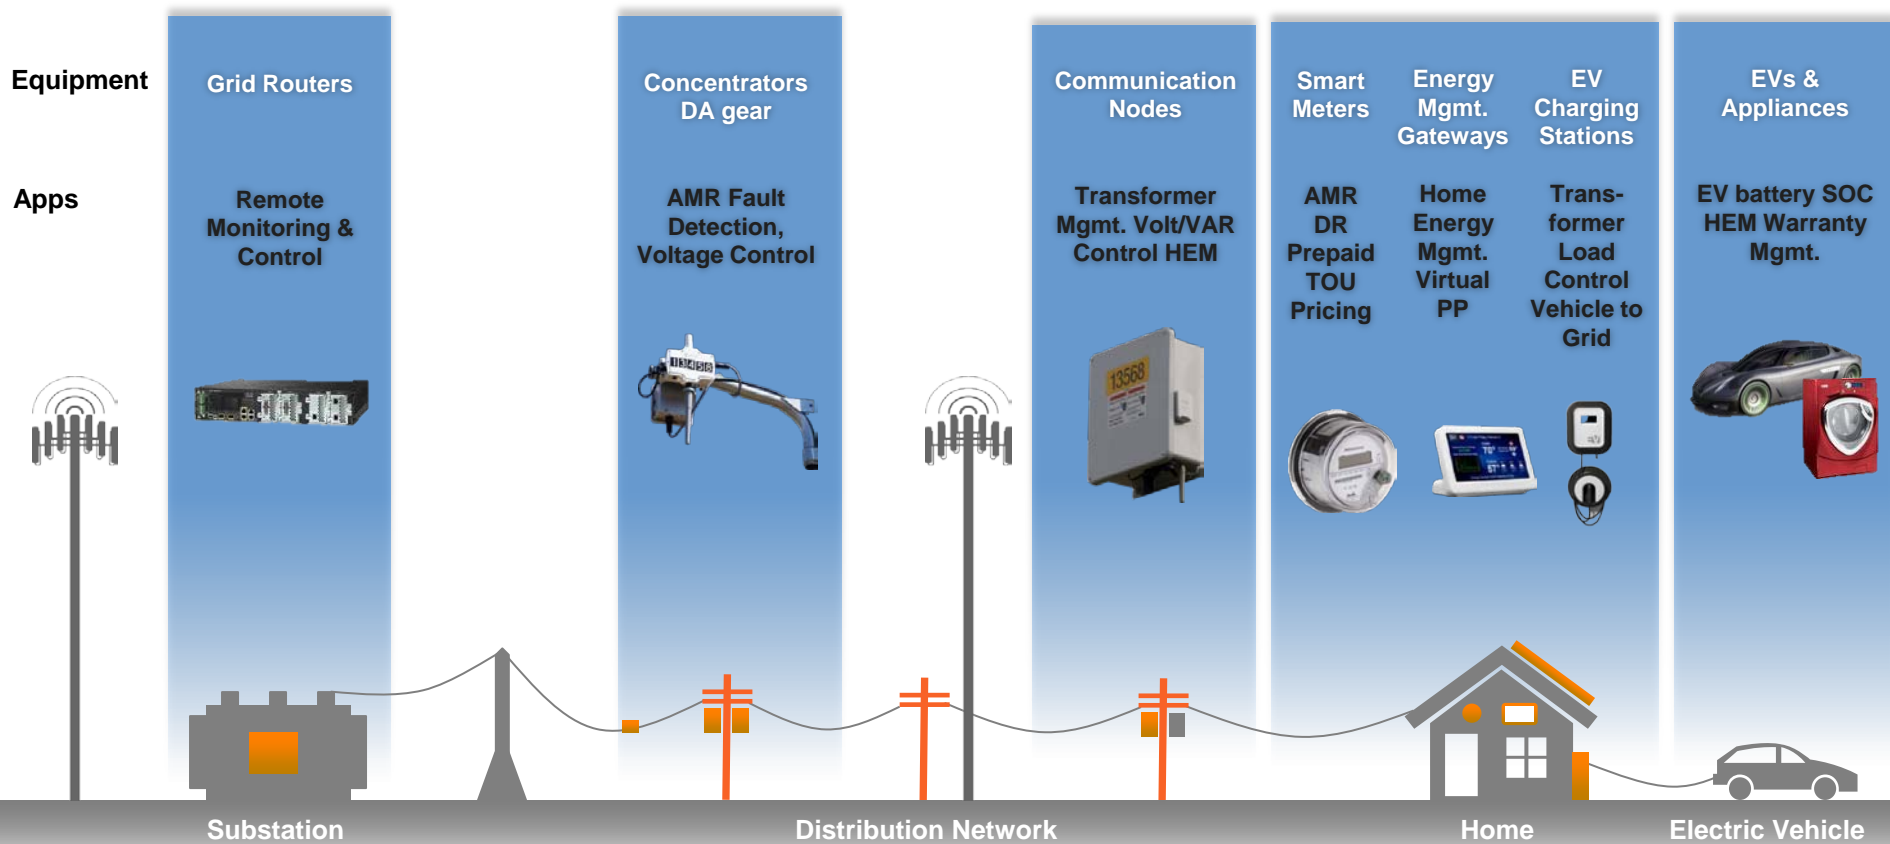 Equipment
Grid Routers
Concentrators
DA gear
Communication
Nodes
Smart
Meters
Energy
Mgmt.
Gateways
EV
Charging
Stations
EVs &
Appliances
Apps
Remote
Monitoring &
Control
AMR Fault
Detection,
Voltage Control
Transformer
Mgmt. Volt/VAR
Control HEM
AMR
DR
Prepaid
TOU
Pricing
Home
Energy
Mgmt.
Virtual
PP
Trans-
former
Load
Control
Vehicle to
Grid
EV battery SOC
HEM Warranty
Mgmt.
13456
13568
70°
67°
Substation
Distribution Network
Home
Electric Vehicle